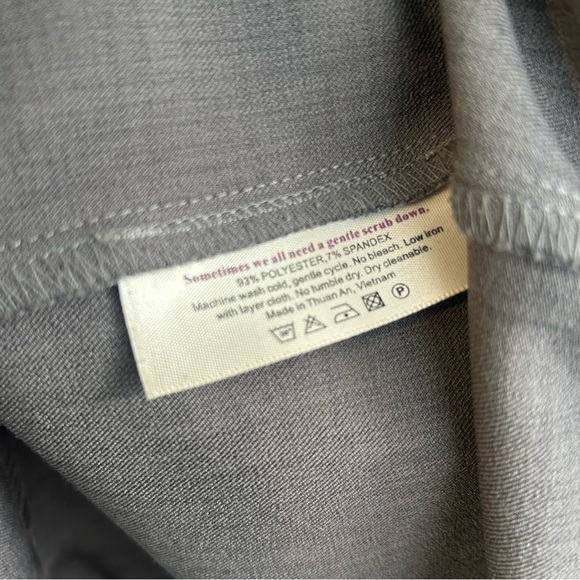 Sometimes we all need a gentle scrub down.
93% POLYESTER,7% SPANDEX
Machine wash cold, gentle cycle. No bleach. Low iron
with layer cloth. No tumble dry. Dry cleanable.
Made in Thuan An, Vietnam
30° P